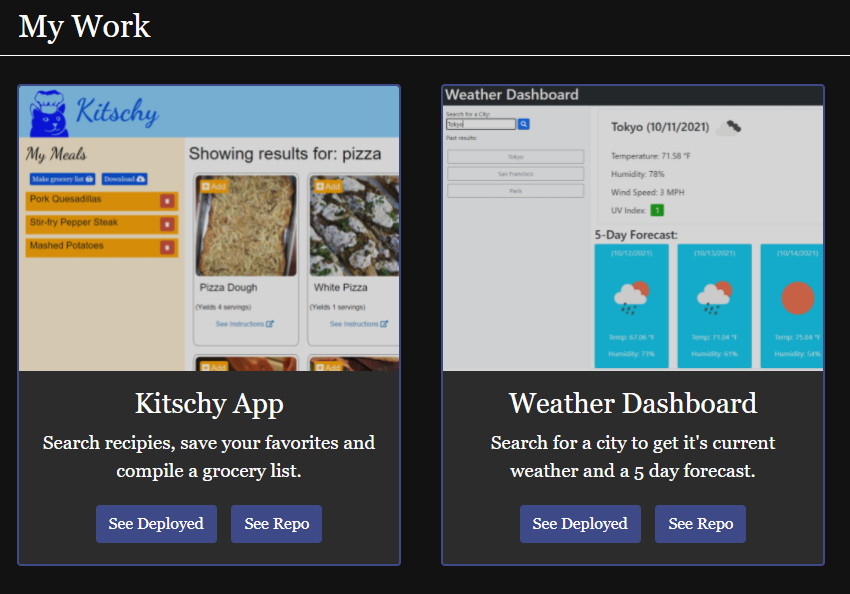 My Work
Kitschy
My Meals
Make grocery list
Download
Pork Quesadillas
Stir-fry Pepper Steak
Mashed Potatoes
Showing results for: pizza
Add
Add
Pizza Dough
(Yields 4 servings)
See Instructions
White Pizza
(Yields 1 servings)
See Instructions
Add
Add
Kitschy App
Search recipies, save your favorites and
compile a grocery list.
See Deployed
See Repo
Weather Dashboard
Search for a City:
Tokyo
Past results:
Tokyo
San Francisco
Paris
Tokyo (10/11/2021)
Temperature: 71.58 °F
Humidity: 78%
Wind Speed: 3 MPH
UV Index: 1
5-Day Forecast:
(10/12/2021)
Temp: 67.06 °F
Humidity: 73%
(10/13/2021)
Temp: 71.04 °F
Humidity: 61%
(10/14/2021)
Temp: 75.04 °F
Humidity: 54%
Weather Dashboard
Search for a city to get it's current
weather and a 5 day forecast.
See Deployed
See Repo